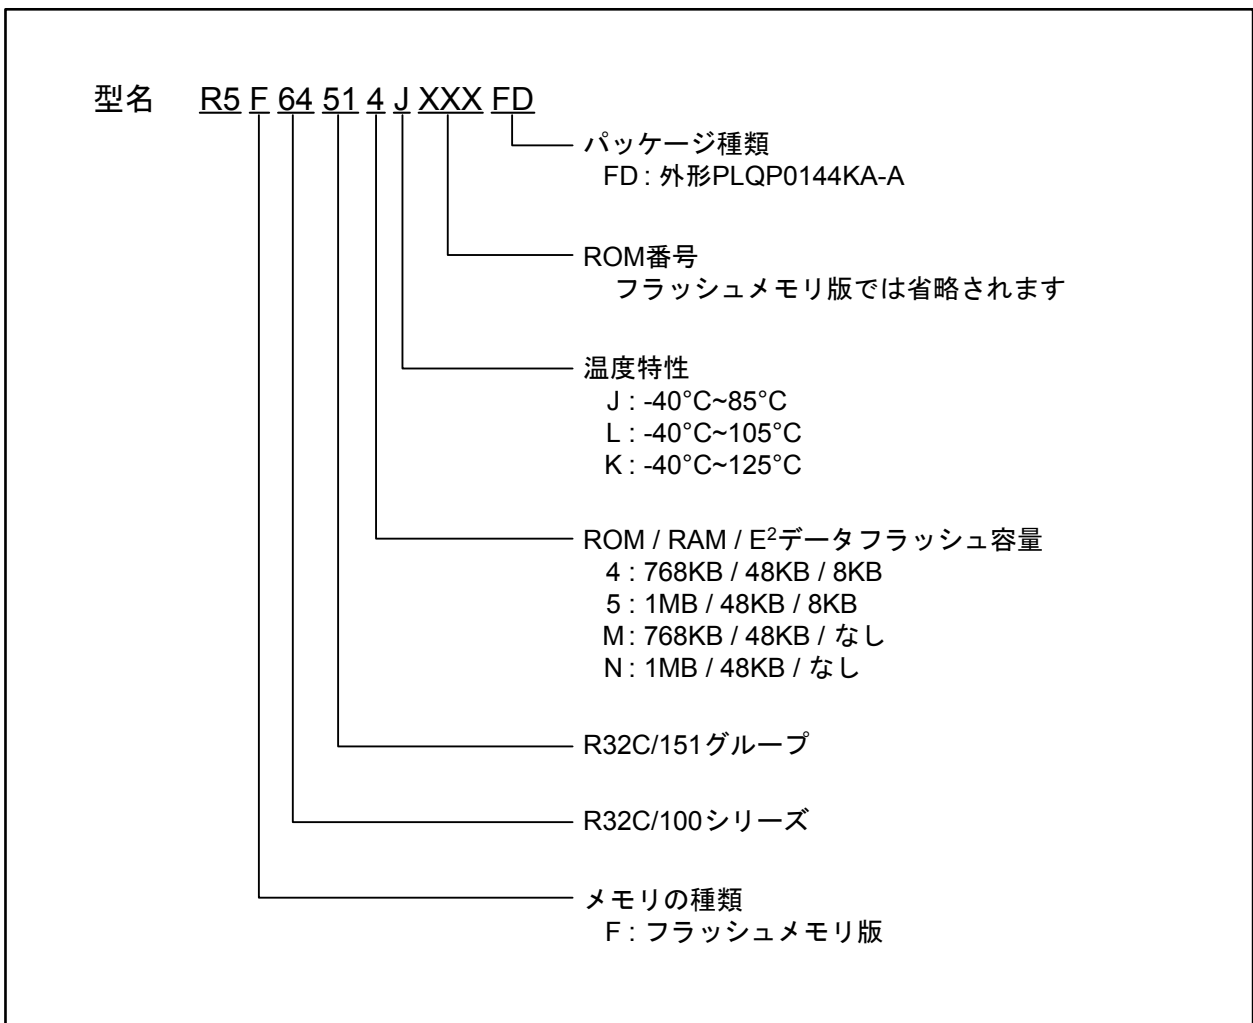 型名 R5 F 64 51 4 J XXX FD
パッケージ種類
FD : 外形PLQP0144KA-A
ROM番号
フラッシュメモリ版では省略されます
温度特性
J : -40°C~85°C
L : -40°C~105°C
K : -40°C~125°C
ROM / RAM / E²データフラッシュ容量
4 : 768KB / 48KB / 8KB
5 : 1MB / 48KB / 8KB
M : 768KB / 48KB / なし
N : 1MB / 48KB / なし
R32C/151グループ
R32C/100シリーズ
メモリの種類
F : フラッシュメモリ版